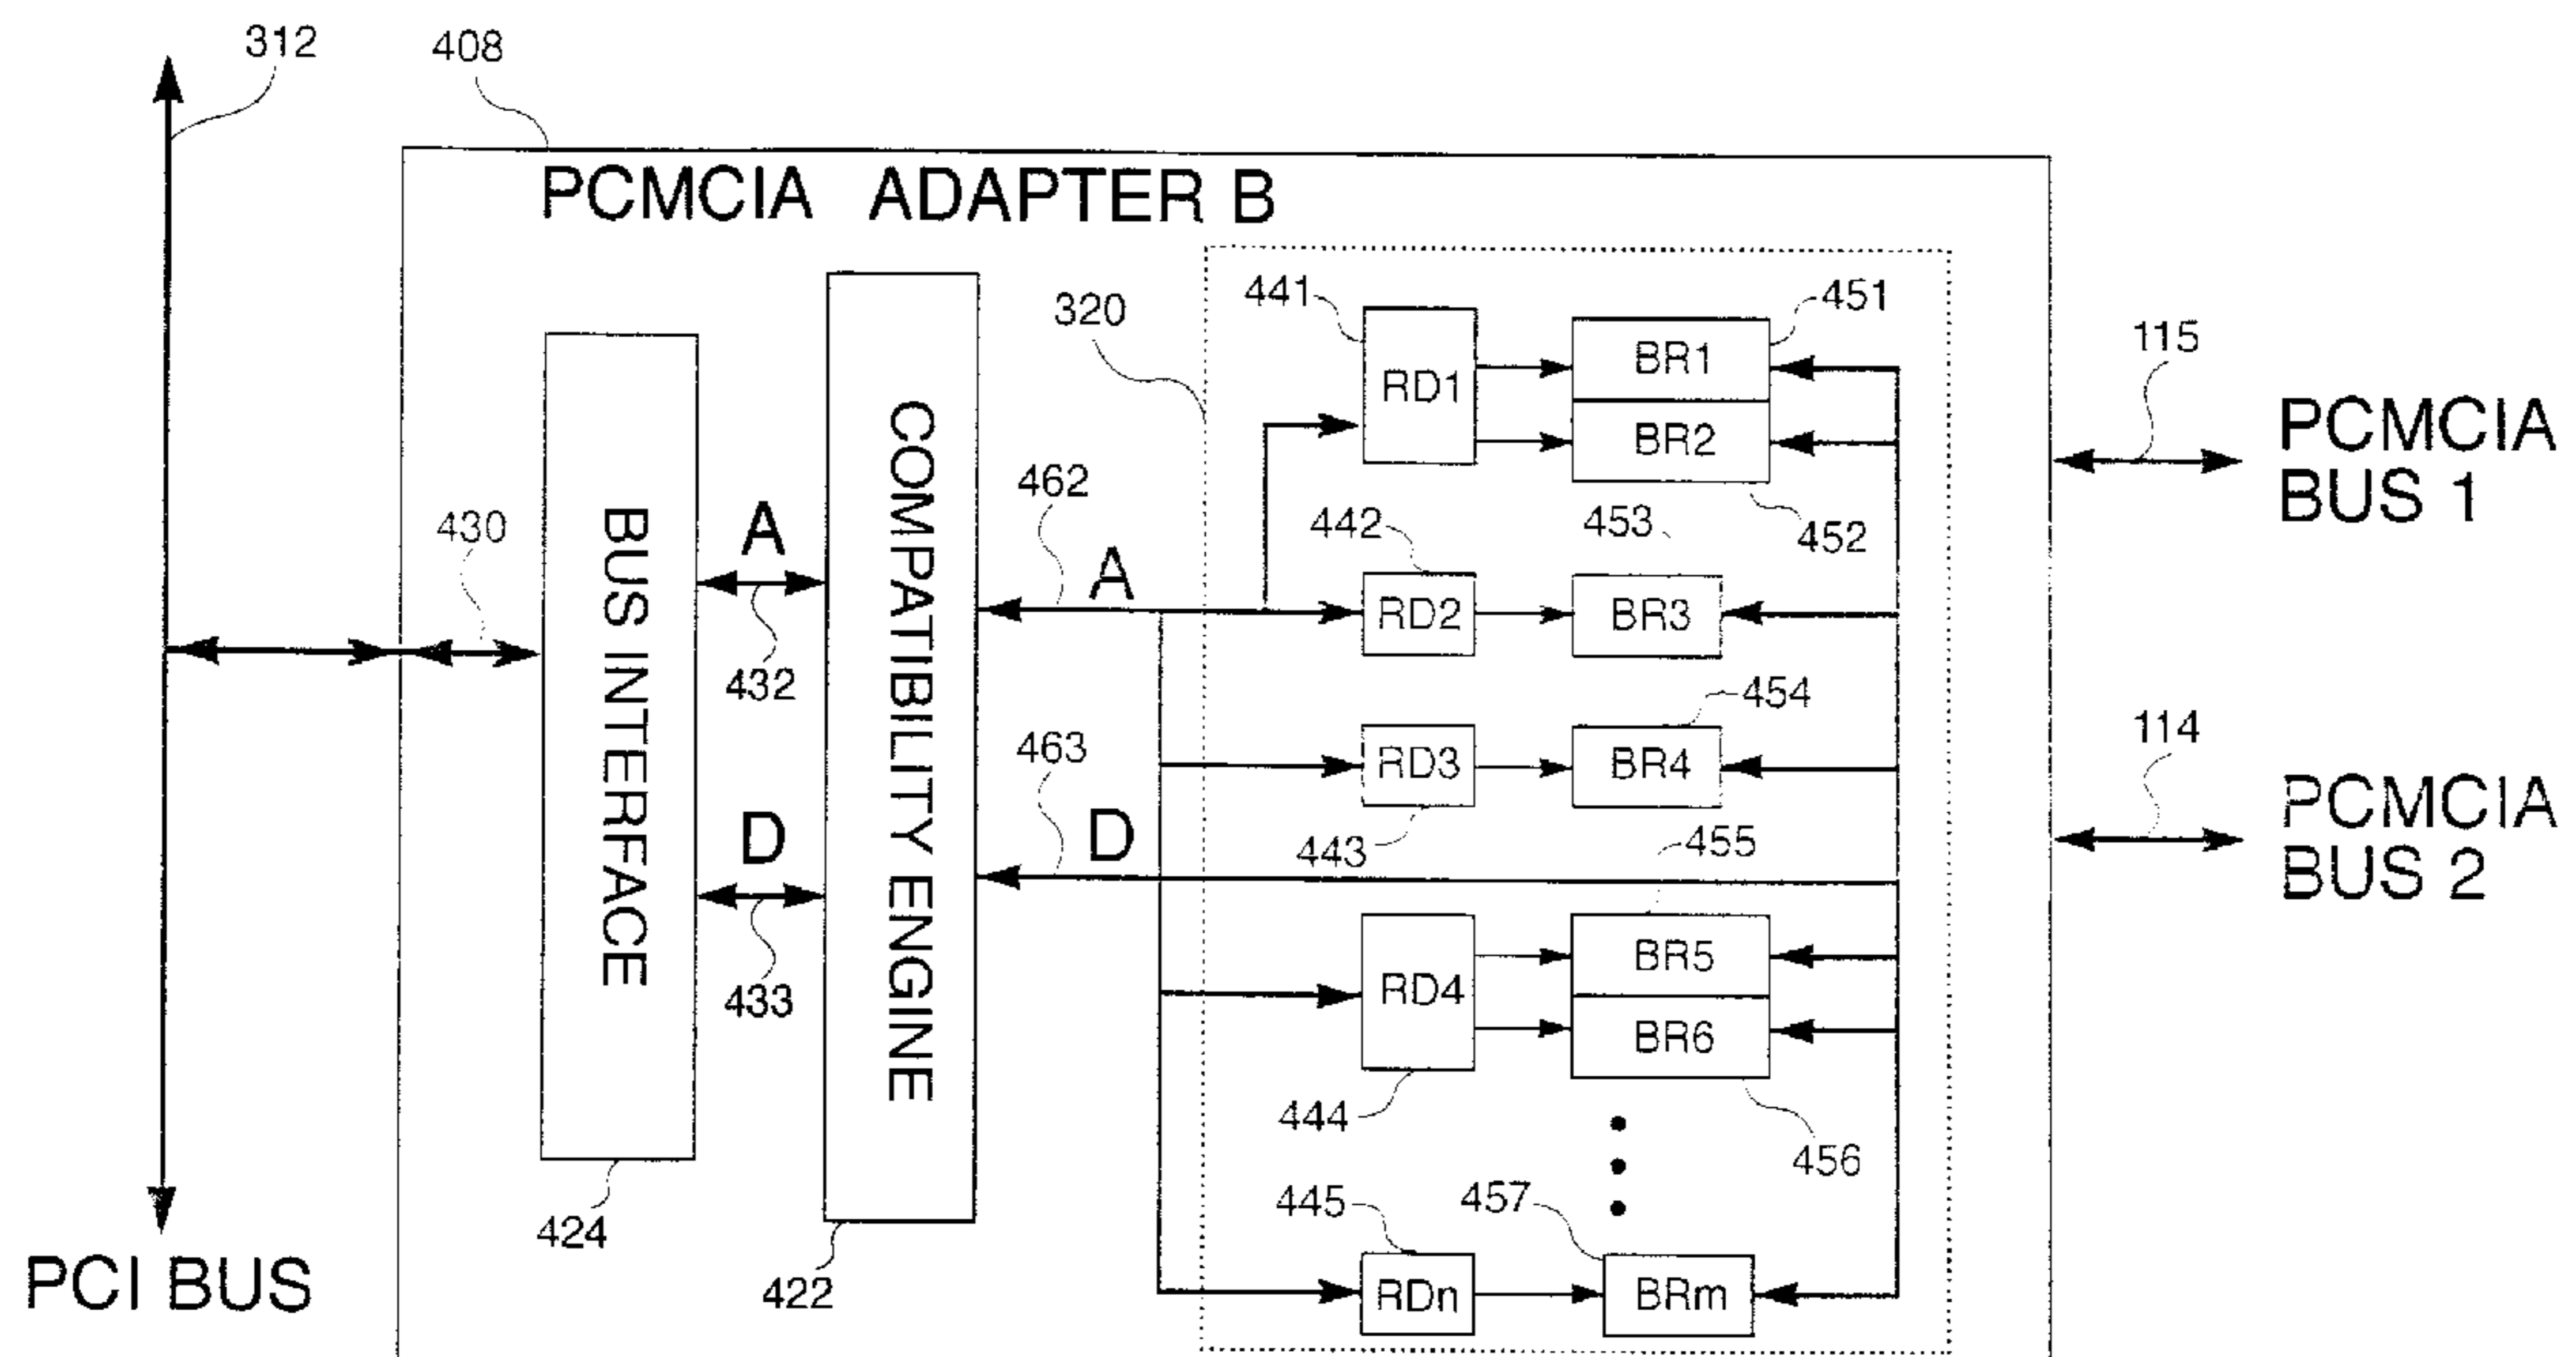 312
408
PCMCIA ADAPTER B
441
451
320
RD1
BR1
BR2
115
PCMCIA
BUS 1
462
442
453
452
430
A
A
RD2
BR3
432
454
463
RD3
BR4
114
PCMCIA
BUS 2
D
D
443
455
433
RD4
BR5
BR6
444
456
BUS INTERFACE
COMPATIBILITY ENGINE
445
457
424
422
RDn
BRm
PCI BUS